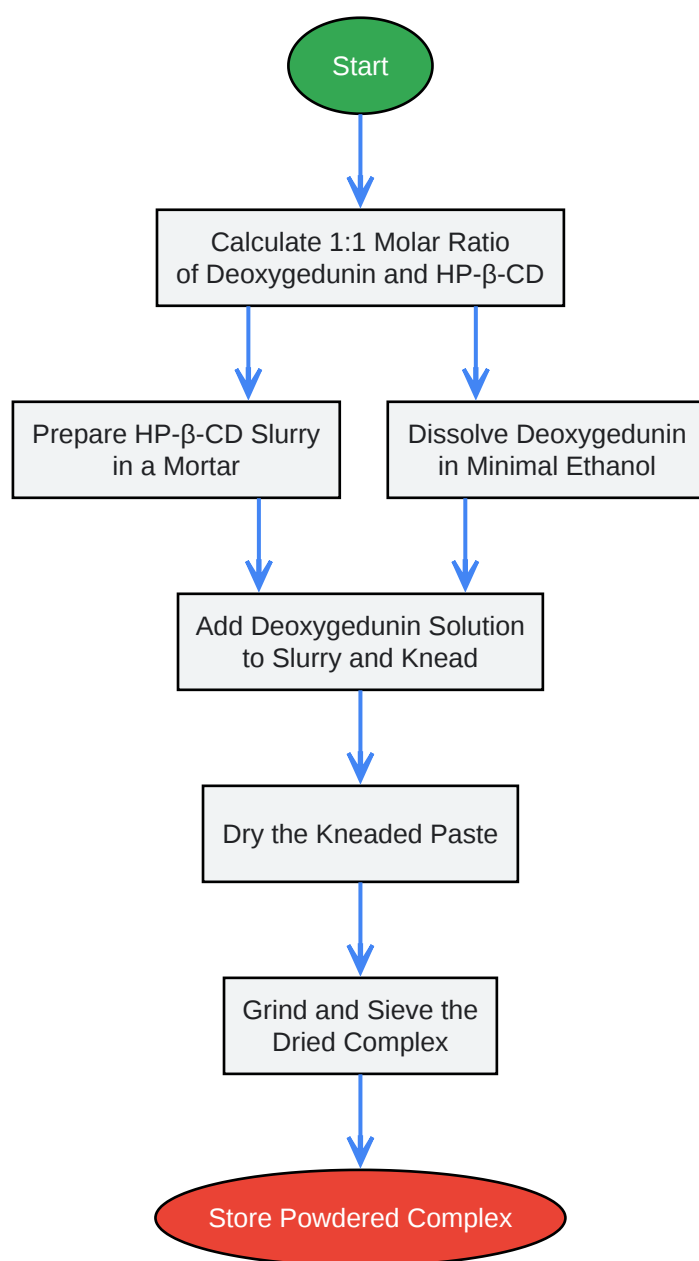 Start
Calculate 1:1 Molar Ratio
of Deoxygedunin and HP-β-CD
Prepare HP-β-CD Slurry
in a Mortar
Dissolve Deoxygedunin
in Minimal Ethanol
Add Deoxygedunin Solution
to Slurry and Knead
Dry the Kneaded Paste
Grind and Sieve the
Dried Complex
Store Powdered Complex